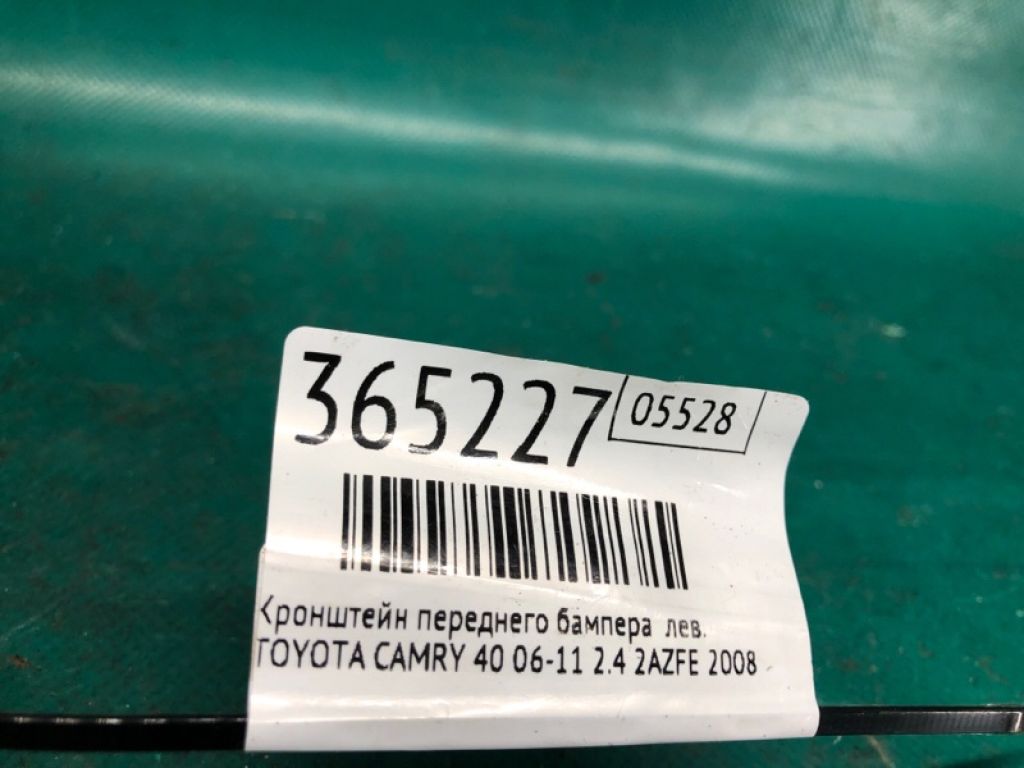 365227 05528
Кронштейн переднего бампера лев.
TOYOTA CAMRY 40 06-11 2.4 2AZFE 2008